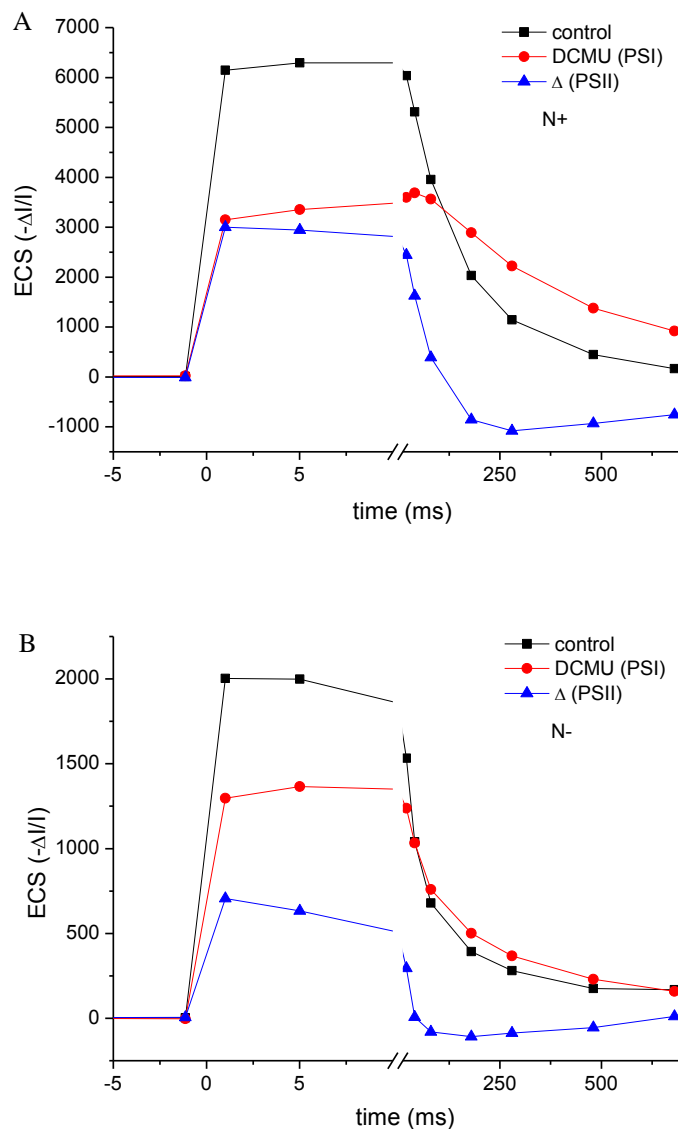 A
control
DCMU (PSI)
Δ (PSII)
N+
7000
6000
5000
4000
3000
2000
1000
0
-1000
ECS (-ΔI/I)
-5 0 5 250 500
time (ms)
B
control
DCMU (PSI)
Δ (PSII)
N-
2000
1500
1000
500
0
ECS (-ΔI/I)
-5 0 5 250 500
time (ms)